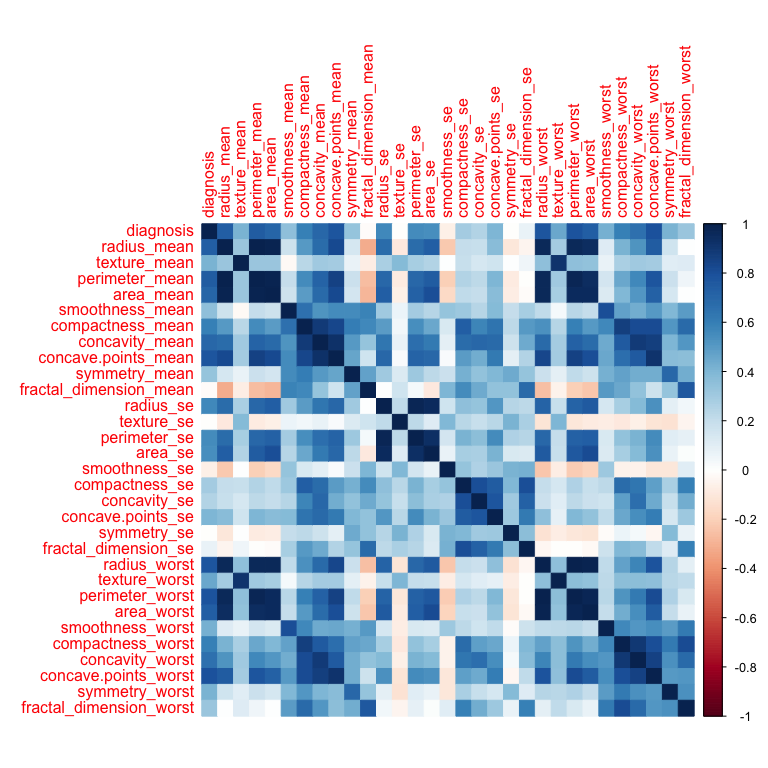 diagnosis
radius_mean
texture_mean
perimeter_mean
area_mean
smoothness_mean
compactness_mean
concavity_mean
concave.points_mean
symmetry_mean
fractal_dimension_mean
radius_se
texture_se
perimeter_se
area_se
smoothness_se
compactness_se
concavity_se
concave.points_se
symmetry_se
fractal_dimension_se
radius_worst
texture_worst
perimeter_worst
area_worst
smoothness_worst
compactness_worst
concavity_worst
concave.points_worst
symmetry_worst
fractal_dimension_worst
diagnosis
radius_mean
texture_mean
perimeter_mean
area_mean
smoothness_mean
compactness_mean
concavity_mean
concave.points_mean
symmetry_mean
fractal_dimension_mean
radius_se
texture_se
perimeter_se
area_se
smoothness_se
compactness_se
concavity_se
concave.points_se
symmetry_se
fractal_dimension_se
radius_worst
texture_worst
perimeter_worst
area_worst
smoothness_worst
compactness_worst
concavity_worst
concave.points_worst
symmetry_worst
fractal_dimension_worst
1
0.8
0.6
0.4
0.2
0
-0.2
-0.4
-0.6
-0.8
-1